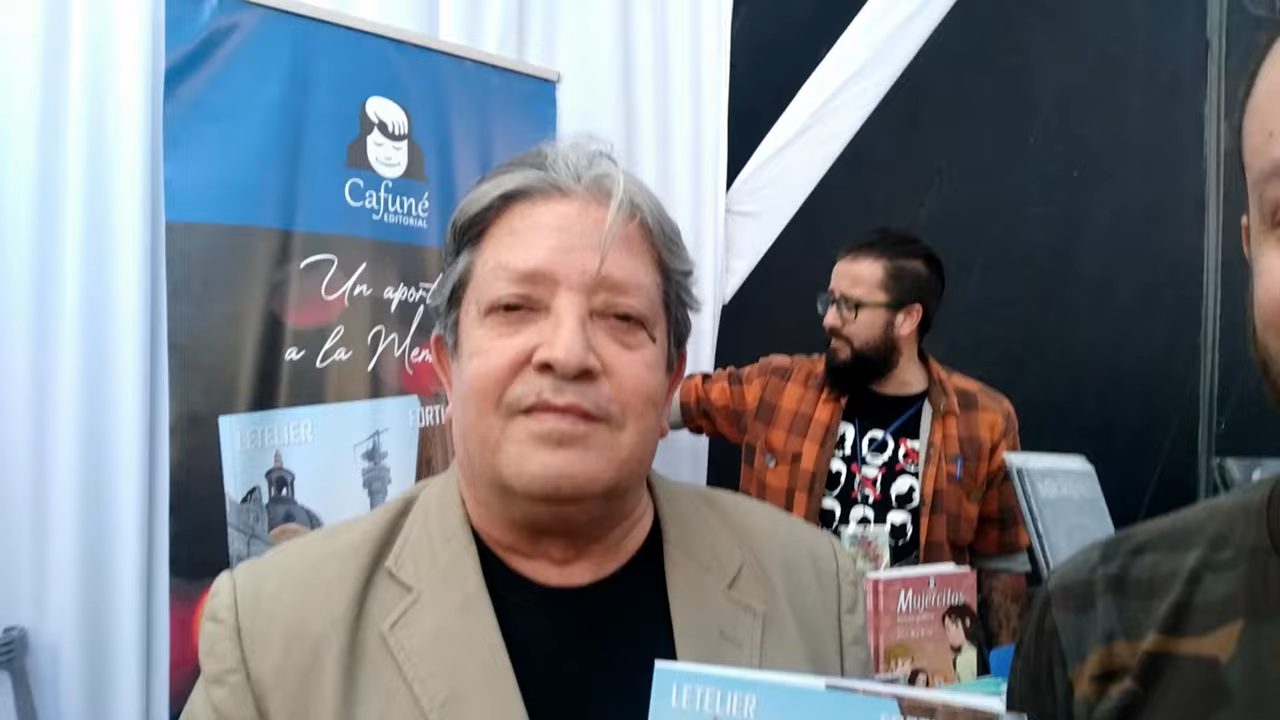 Cafuné
EDITORIAL
Un aport
a la Mem
LETELIER
FORT
Mujercitas
LETELIER